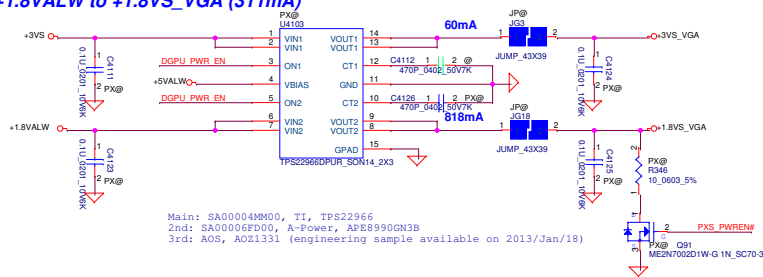 +1.8VALW to +1.8VS_VGA (311mA)
PX@
U4103
+3VS
1 VIN1 VOUT1 14
2 VIN1 VOUT1 13
60mA
JP@
JG3
1 2
JUMP_43X39
+3VS_VGA
DGPU_PWR_EN 3 ON1 CT1 12
C4112 1 2 @
470P_0402_50V7K
+5VALW 4 VBIAS GND 11
DGPU_PWR_EN 5 ON2 CT2 10
C4126 1 2 PX@
470P_0402_50V7K
818mA
0.1U_0201_10V6K
C4111
1
2 PX@
0.1U_0201_10V6K
C4124
1
2 PX@
+1.8VALW
6 VIN2 VOUT2 9
7 VIN2 VOUT2 8
JP@
JG18
1 2
JUMP_43X39
+1.8VS_VGA
GPAD 15
TPS22966DPUR_SON14_2X3
0.1U_0201_10V6K
C4123
1
2 PX@
0.1U_0201_10V6K
C4125
1
2 PX@
2
PX@
R346
10_0603_5%
1
D
G
S
2 PXS_PWREN#
PX@ Q91
ME2N7002D1W-G 1N_SC70-3
Main: SA00004MM00, TI, TPS22966
2nd: SA00006FD00, A-Power, APE8990GN3B
3rd: AOS, AOZ1331 (engineering sample available on 2013/Jan/18)